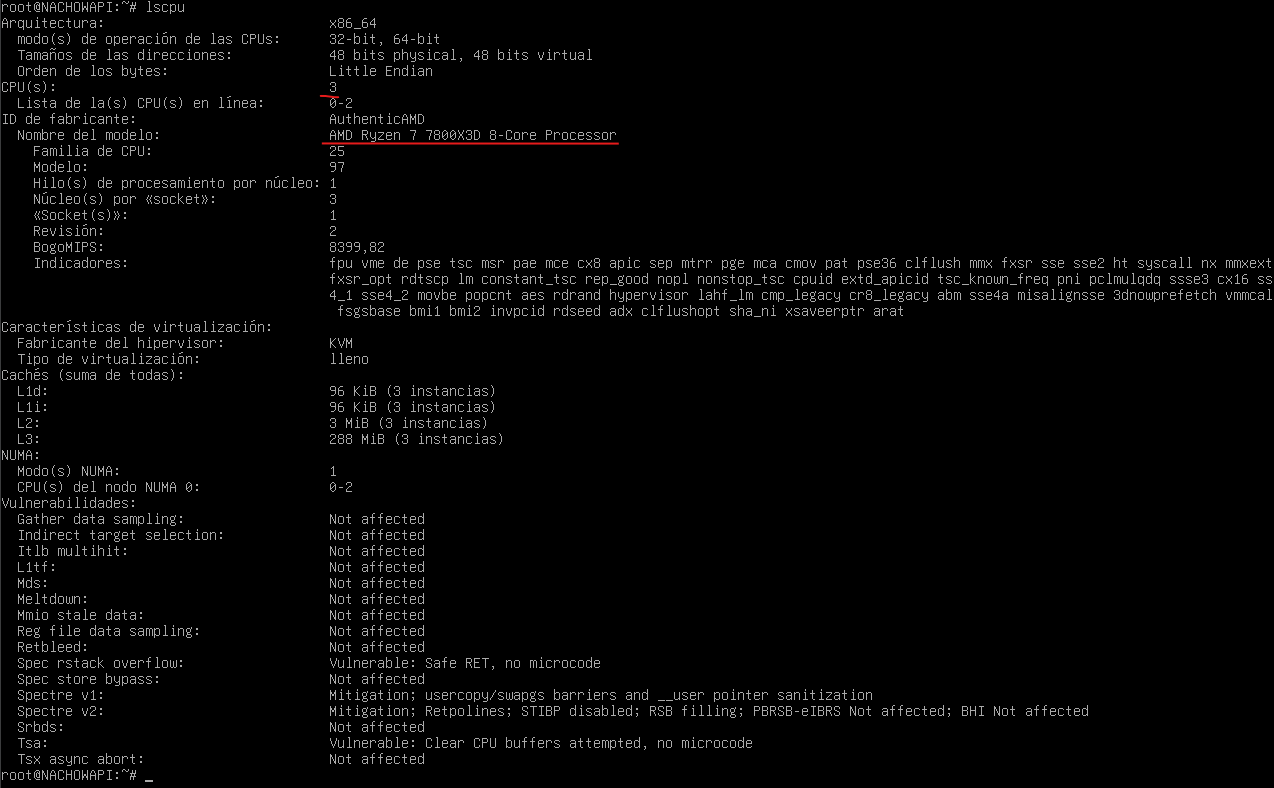 root@NACHOWAPI:~# lscpu
Arquitectura: x86_64
modo(s) de operación de las CPUs: 32-bit, 64-bit
Tamaños de las direcciones: 48 bits physical, 48 bits virtual
Orden de los bytes: Little Endian
CPU(s): 3
Lista de la(s) CPU(s) en línea: 0-2
ID de fabricante: AuthenticAMD
Nombre del modelo: AMD Ryzen 7 7800X3D 8-Core Processor
Familia de CPU: 25
Modelo: 97
Hilo(s) de procesamiento por núcleo: 1
Núcleo(s) por «socket»: 3
«Socket(s)»: 1
Revisión: 2
BogoMIPS: 8399,82
Indicadores: fpu vme de pse tsc msr pae mce cx8 apic sep mtrr pge mca cmov pat pse36 clflush mmx fxsr sse sse2 ht syscall nx mmxext
fxsr_opt rdtscp lm constant_tsc rep_good nopl nonstop_tsc cpuid extd_apicid tsc_known_freq pni pclmulqdq ssse3 cx16 ss
4_1 sse4_2 movbe popcnt aes rdrand hypervisor lahf_lm cmp_legacy cr8_legacy abm sse4a misalignsse 3dnowprefetch vmmcal
fsgsbase bmi1 bmi2 invpcid rdseed adx clflushopt sha_ni xsaveerptr arat
Características de virtualización:
Fabricante del hipervisor: KVM
Tipo de virtualización: lleno
Cachés (suma de todas):
L1d: 96 KiB (3 instancias)
L1i: 96 KiB (3 instancias)
L2: 3 MiB (3 instancias)
L3: 288 MiB (3 instancias)
NUMA:
Modo(s) NUMA: 1
CPU(s) del nodo NUMA 0: 0-2
Vulnerabilidades:
Gather data sampling: Not affected
Indirect target selection: Not affected
Itlb multihit: Not affected
L1tf: Not affected
Mds: Not affected
Meltdown: Not affected
Mmio stale data: Not affected
Reg file data sampling: Not affected
Retbleed: Not affected
Spec rstack overflow: Vulnerable: Safe RET, no microcode
Spec store bypass: Not affected
Spectre v1: Mitigation; usercopy/swapgs barriers and __user pointer sanitization
Spectre v2: Mitigation; Retpolines; STIBP disabled; RSB filling; PBRSB-eIBRS Not affected; BHI Not affected
Srbds: Not affected
Tsa: Vulnerable: Clear CPU buffers attempted, no microcode
Tsx async abort: Not affected
root@NACHOWAPI:~# _